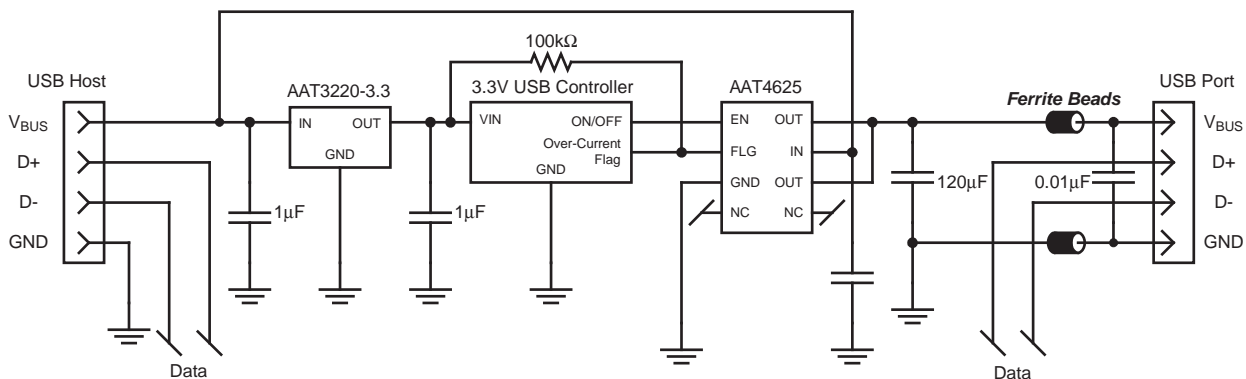 100kΩ
USB Host
AAT3220-3.3
3.3V USB Controller
AAT4625
Ferrite Beads
USB Port
VBUS
D+
D-
GND
IN
OUT
GND
VIN
ON/OFF
Over-Current
Flag
GND
EN
FLG
GND
NC
OUT
IN
OUT
NC
VBUS
D+
D-
GND
1μF
1μF
120μF
0.01μF
Data
Data